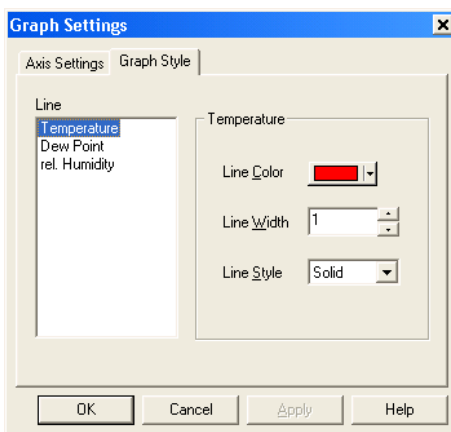 Graph Settings
Axis Settings
Graph Style
Line
Temperature
Dew Point
rel. Humidity
Temperature
Line Color
Line Width
1
Line Style
Solid
OK
Cancel
Apply
Help